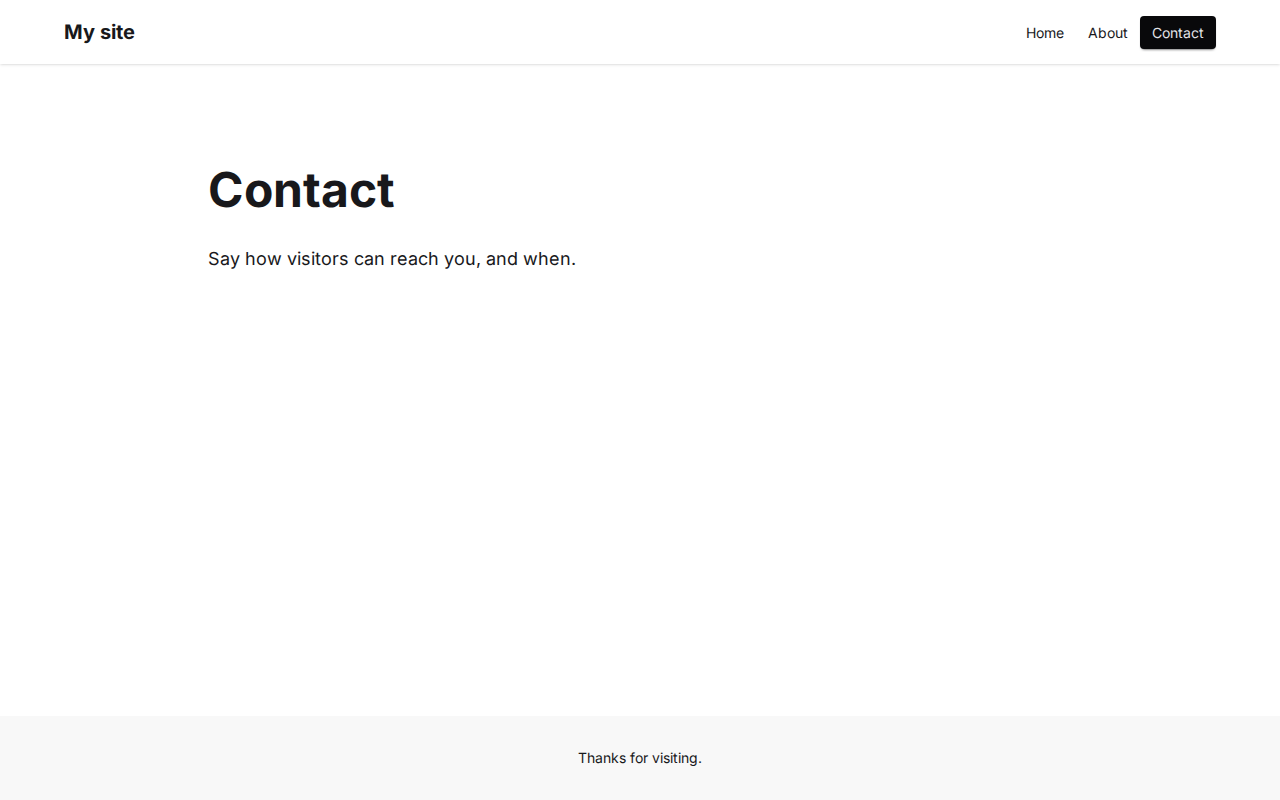 My site
Home
About
Contact
Contact
Say how visitors can reach you, and when.
Thanks for visiting.